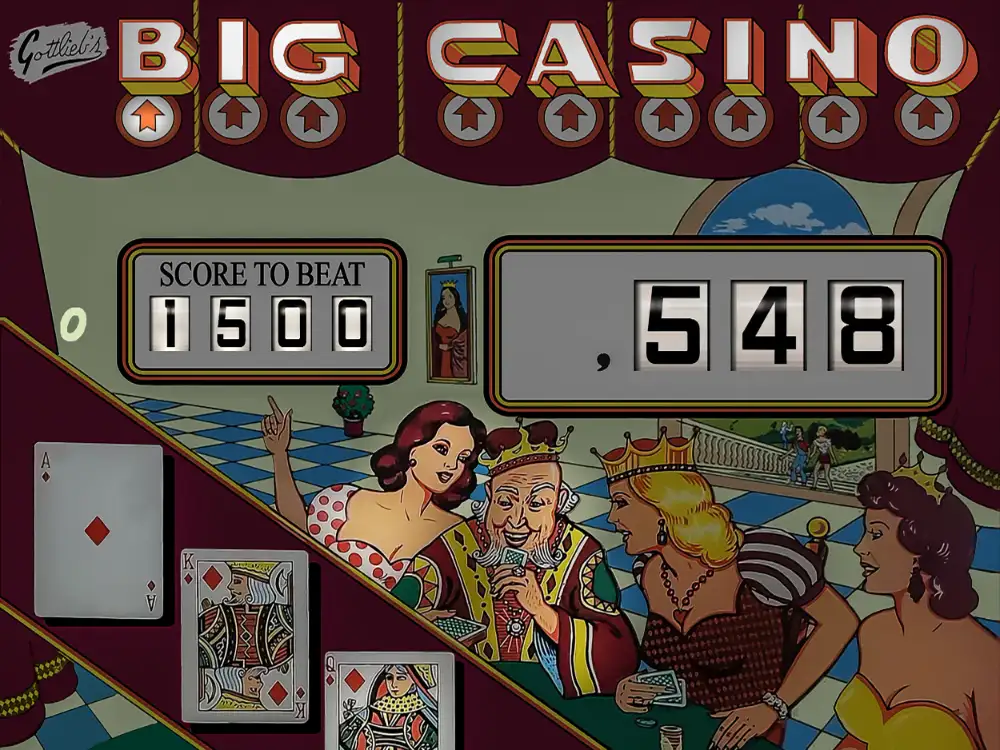 Gottlieb's
BIG CASINO
SCORE TO BEAT
1500
,548
0
A
A
K
K
Q